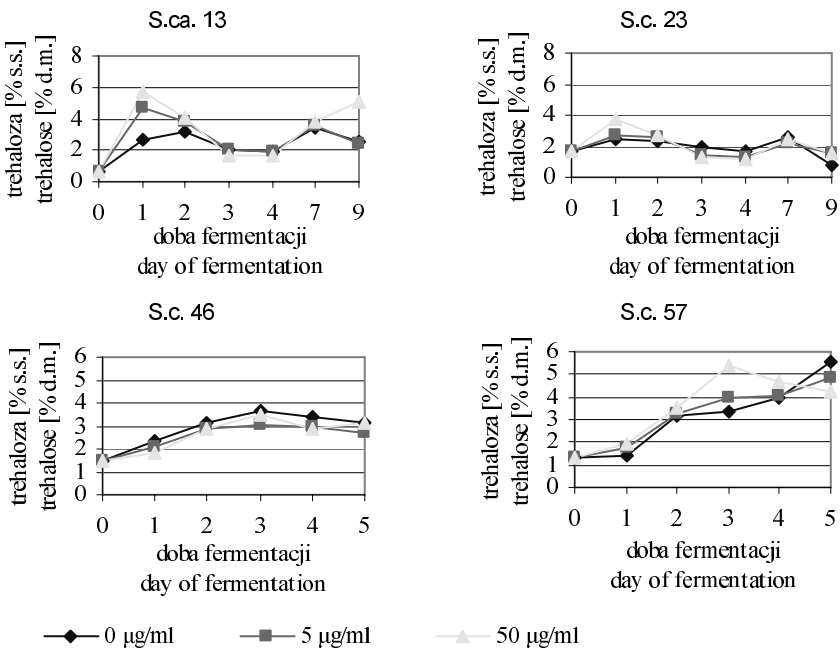 S.ca. 13
trehaloza [% s.s.]
trehalose [% d.m.]
8
6
4
2
0
0 1 2 3 4 7 9
doba fermentacji
day of fermentation
S.c. 23
trehaloza [% s.s.]
trehalose [% d.m.]
8
6
4
2
0
0 1 2 3 4 7 9
doba fermentacji
day of fermentation
S.c. 46
trehaloza [% s.s.]
trehalose [% d.m.]
6
5
4
3
2
1
0
0 1 2 3 4 5
doba fermentacji
day of fermentation
S.c. 57
trehaloza [% s.s.]
trehalose [% d.m.]
6
5
4
3
2
1
0
0 1 2 3 4 5
doba fermentacji
day of fermentation
0 µg/ml 5 µg/ml 50 µg/ml